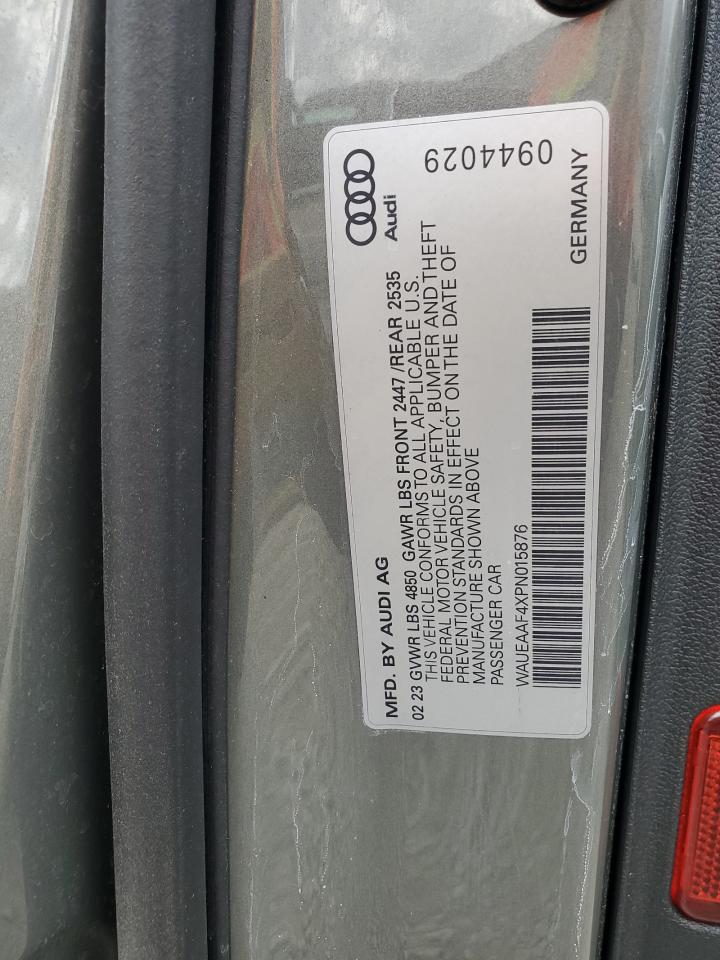 Audi
0944029
MFD. BY AUDI AG
02 23 GVWR LBS 4850 GAWR LBS FRONT 2447 /REAR 2535
THIS VEHICLE CONFORMS TO ALL APPLICABLE U.S.
FEDERAL MOTOR VEHICLE SAFETY, BUMPER AND THEFT
PREVENTION STANDARDS IN EFFECT ON THE DATE OF
MANUFACTURE SHOWN ABOVE
PASSENGER CAR
WAUEAAF4XPN015876
GERMANY